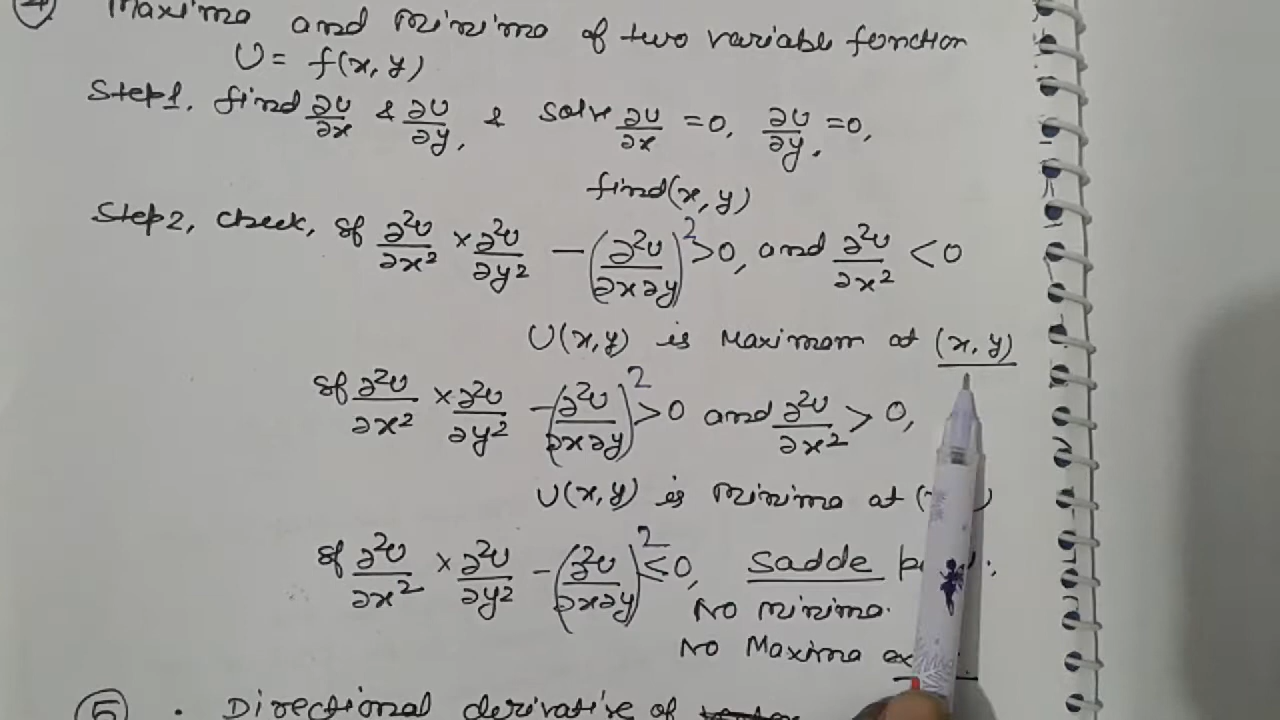 ④ Maxima and Minima of two variable function
U = f(x, y)
Step1. find ∂U/∂x & ∂U/∂y, & solve ∂U/∂x = 0, ∂U/∂y = 0,
find (x, y)
Step2, check, If ∂²U/∂x² × ∂²U/∂y² − (∂²U/∂x∂y)² > 0, and ∂²U/∂x² < 0
U(x, y) is Maximum at (x, y)
If ∂²U/∂x² × ∂²U/∂y² − (∂²U/∂x∂y)² > 0 and ∂²U/∂x² > 0,
U(x, y) is Minima at (
If ∂²U/∂x² × ∂²U/∂y² − (∂²U/∂x∂y)² ≤ 0, Sadde
No Minima.
No Maxima
⑤ . Directional derivative of